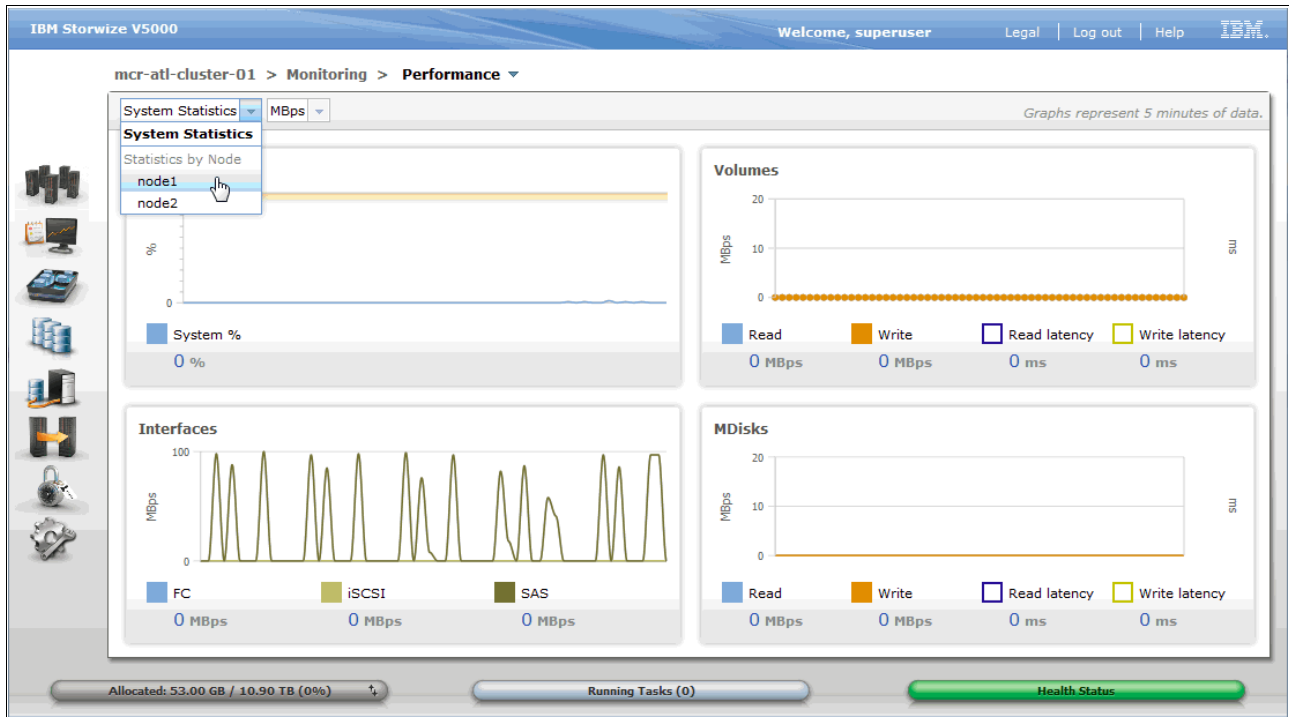 IBM Storwize V5000
Welcome, superuser
Legal | Log out | Help
IBM.
mcr-atl-cluster-01 > Monitoring > Performance
System Statistics
MBps
Graphs represent 5 minutes of data.
System Statistics
Statistics by Node
node1
node2
%
0
System %
0 %
Volumes
20
10
0
MBps
ms
Read
Write
Read latency
Write latency
0 MBps
0 MBps
0 ms
0 ms
Interfaces
100
MBps
0
FC
iSCSI
SAS
0 MBps
0 MBps
0 MBps
MDisks
20
10
0
MBps
ms
Read
Write
Read latency
Write latency
0 MBps
0 MBps
0 ms
0 ms
Allocated: 53.00 GB / 10.90 TB (0%)
Running Tasks (0)
Health Status